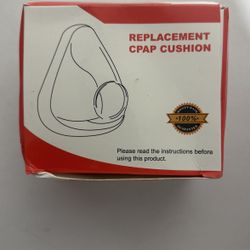 REPLACEMENT
CPAP CUSHION
100%
Please read the instructions before
using this product.